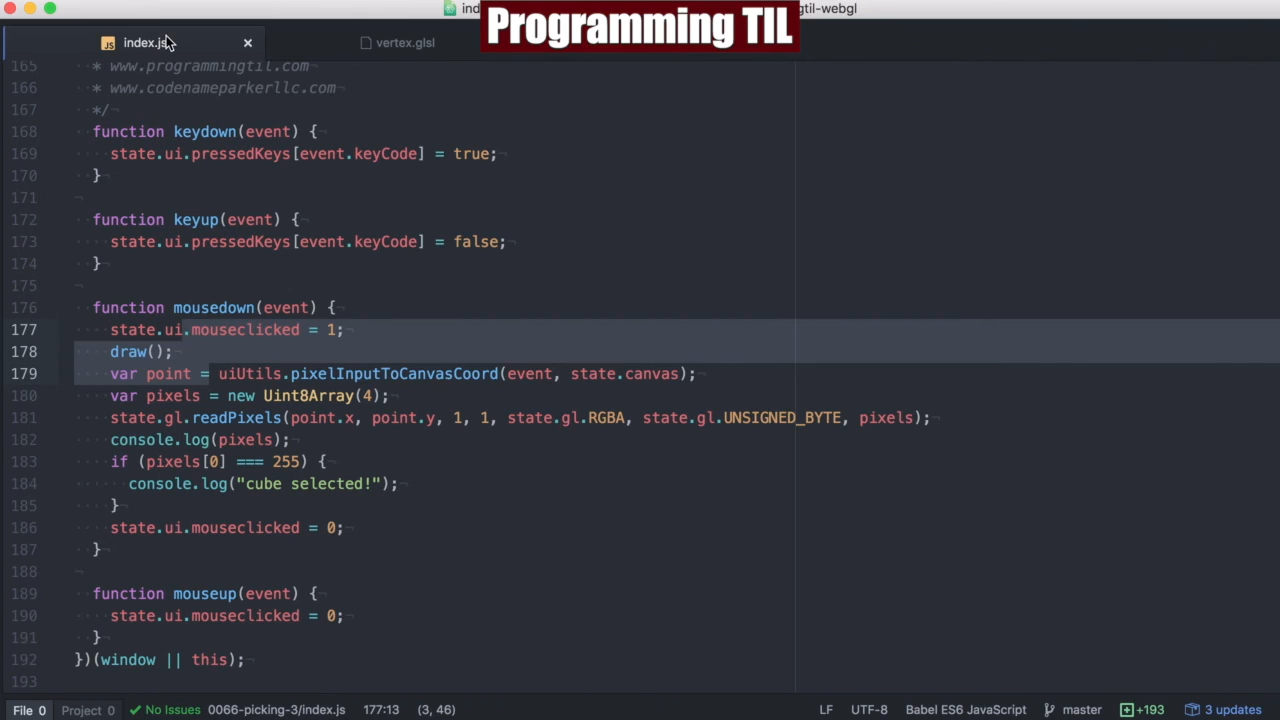 ind
gtil-webgl
Programming TIL
JS index.js ×
vertex.glsl
165 * www.programmingtil.com¬
166 * www.codenameparkerllc.com¬
167 */¬
168 function keydown(event) {¬
169 state.ui.pressedKeys[event.keyCode] = true;¬
170 }¬
171 ¬
172 function keyup(event) {¬
173 state.ui.pressedKeys[event.keyCode] = false;¬
174 }¬
175 ¬
176 function mousedown(event) {¬
177 state.ui.mouseclicked = 1;¬
178 draw();¬
179 var point = uiUtils.pixelInputToCanvasCoord(event, state.canvas);¬
180 var pixels = new Uint8Array(4);¬
181 state.gl.readPixels(point.x, point.y, 1, 1, state.gl.RGBA, state.gl.UNSIGNED_BYTE, pixels);¬
182 console.log(pixels);¬
183 if (pixels[0] === 255) {¬
184 console.log("cube selected!");¬
185 }¬
186 state.ui.mouseclicked = 0;¬
187 }¬
188 ¬
189 function mouseup(event) {¬
190 state.ui.mouseclicked = 0;¬
191 }¬
192 })(window || this);¬
193
File 0 Project 0 No Issues 0066-picking-3/index.js 177:13 (3, 46) LF UTF-8 Babel ES6 JavaScript master +193 3 updates